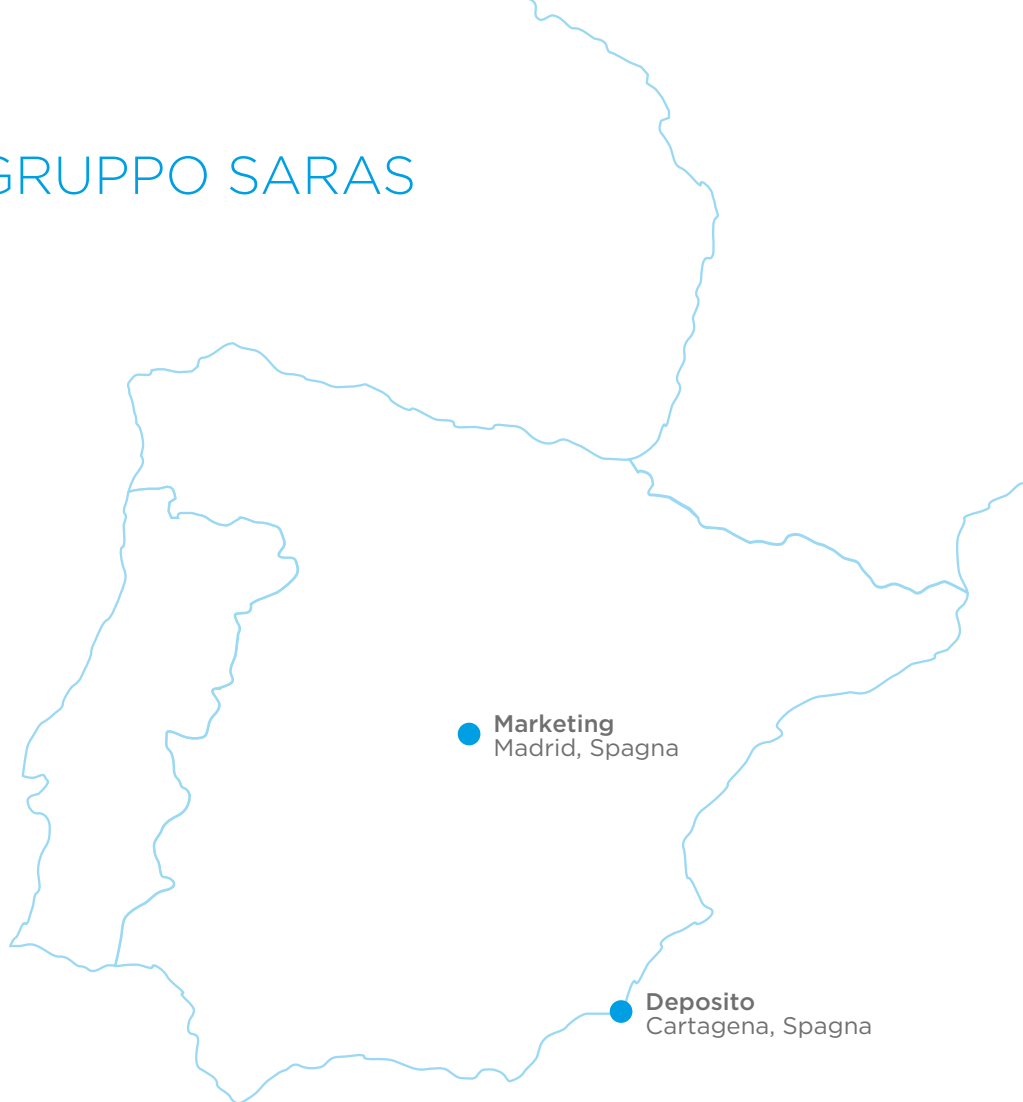 GRUPPO SARAS
Marketing
Madrid, Spagna
Deposito
Cartagena, Spagna